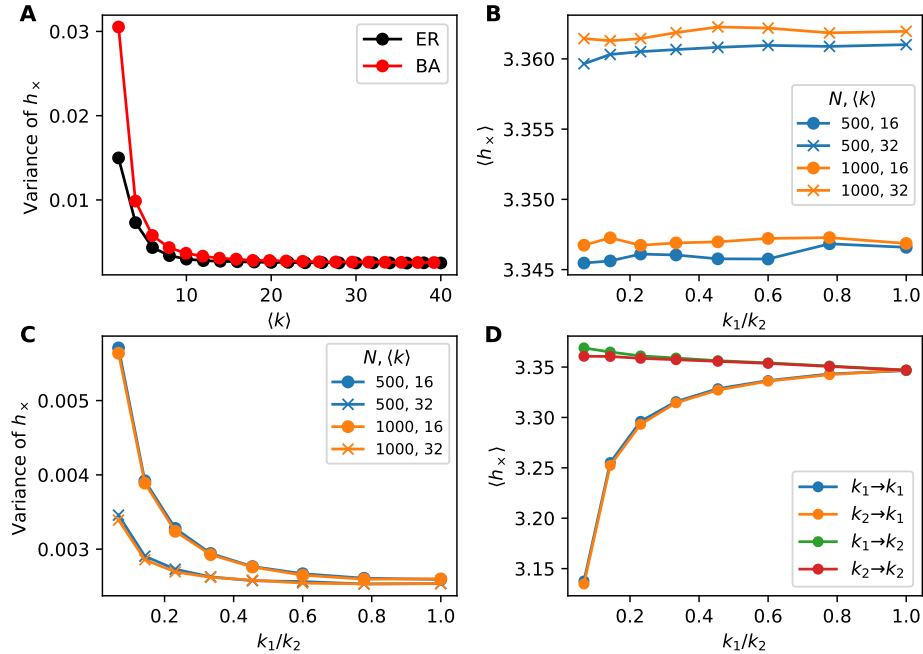 A
Variance of h×
0.03
0.02
0.01
10
20
30
40
⟨k⟩
ER
BA
B
⟨h×⟩
3.360
3.355
3.350
3.345
0.2
0.4
0.6
0.8
1.0
k₁/k₂
N, ⟨k⟩
500, 16
500, 32
1000, 16
1000, 32
C
Variance of h×
0.005
0.004
0.003
0.2
0.4
0.6
0.8
1.0
k₁/k₂
N, ⟨k⟩
500, 16
500, 32
1000, 16
1000, 32
D
⟨h×⟩
3.35
3.30
3.25
3.20
3.15
0.2
0.4
0.6
0.8
1.0
k₁/k₂
k₁→k₁
k₂→k₁
k₁→k₂
k₂→k₂